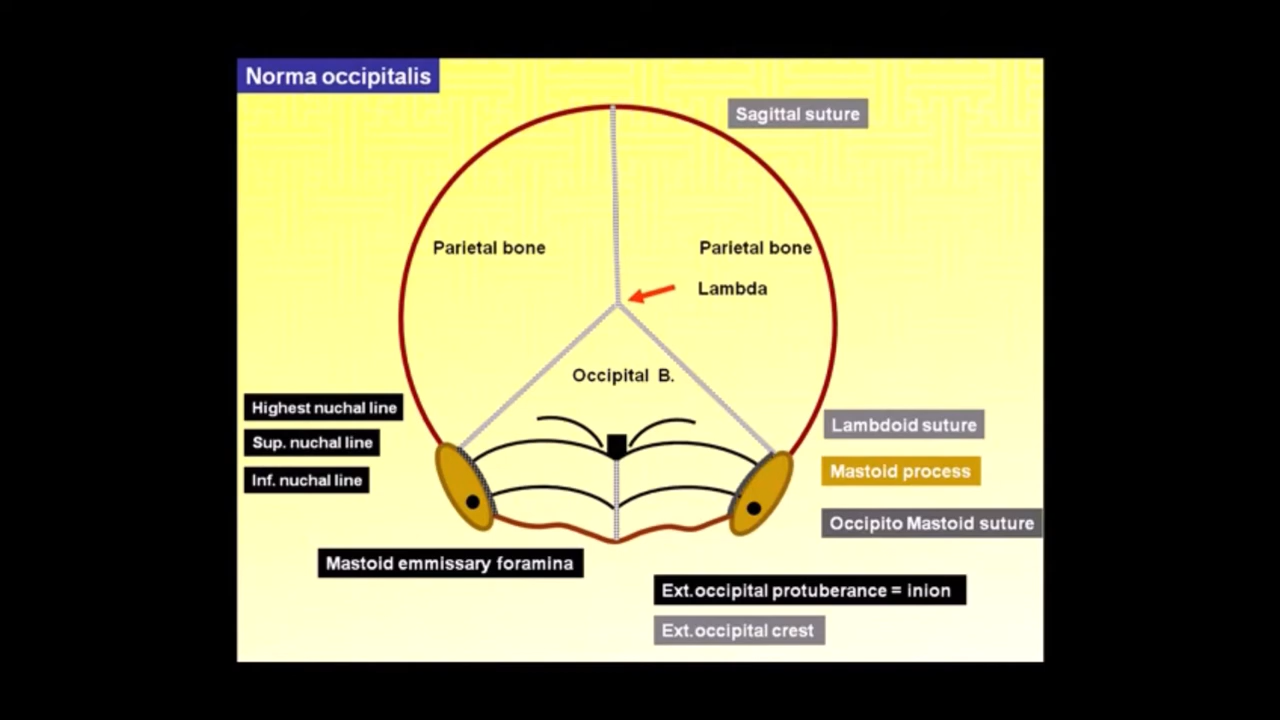 Norma occipitalis
Sagittal suture
Parietal bone
Parietal bone
Lambda
Occipital B.
Highest nuchal line
Sup. nuchal line
Inf. nuchal line
Lambdoid suture
Mastoid process
Occipito Mastoid suture
Mastoid emmissary foramina
Ext.occipital protuberance = inion
Ext.occipital crest